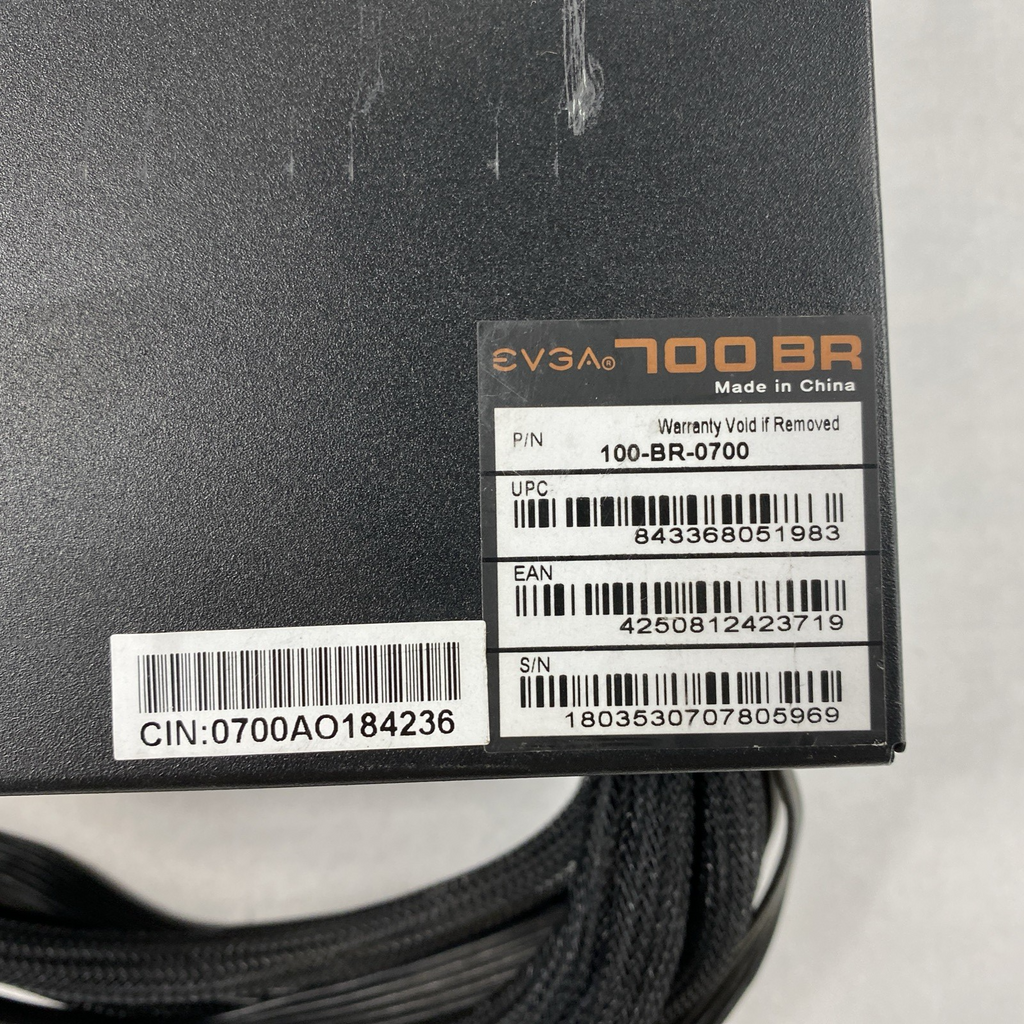 EVGA® 700 BR
Made in China
Warranty Void if Removed
P/N
100-BR-0700
UPC
843368051983
EAN
4250812423719
S/N
1803530707805969
CIN:0700AO184236